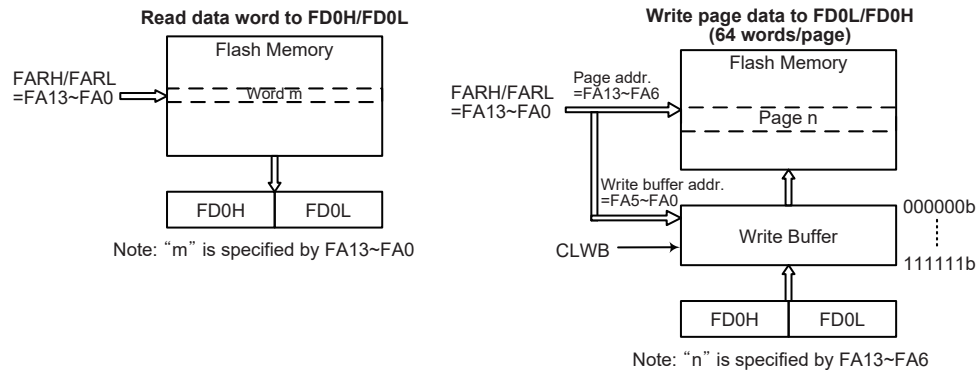 Read data word to FD0H/FD0L
Flash Memory
FARH/FARL
=FA13~FA0
Word m
FD0H
FD0L
Note: “m” is specified by FA13~FA0
Write page data to FD0L/FD0H
(64 words/page)
Flash Memory
Page addr.
=FA13~FA6
FARH/FARL
=FA13~FA0
Page n
Write buffer addr.
=FA5~FA0
000000b
Write Buffer
CLWB
111111b
FD0H
FD0L
Note: “n” is specified by FA13~FA6